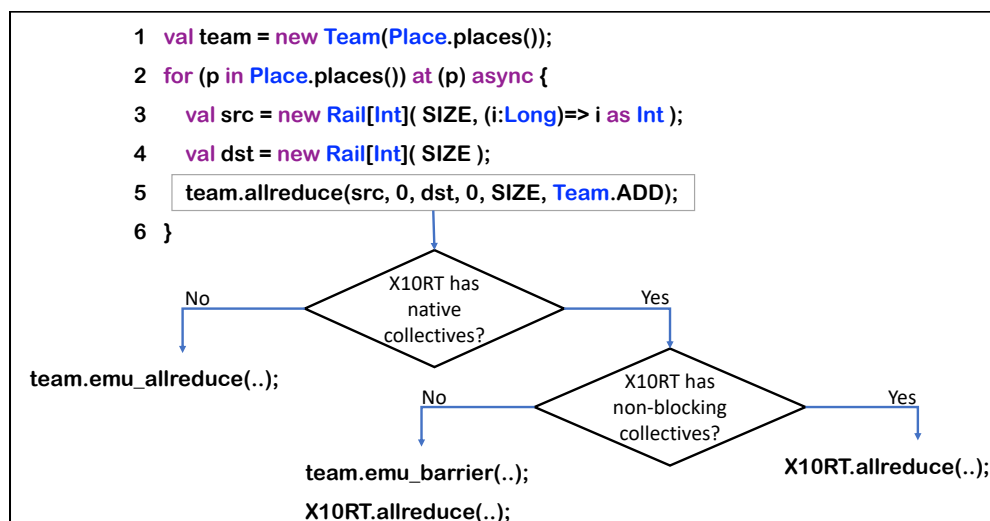 1 val team = new Team(Place.places());
2 for (p in Place.places()) at (p) async {
3 val src = new Rail[Int]( SIZE, (i:Long)=> i as Int );
4 val dst = new Rail[Int]( SIZE );
5 team.allreduce(src, 0, dst, 0, SIZE, Team.ADD);
6 }
X10RT has
native
collectives?
No
Yes
team.emu_allreduce(..);
X10RT has
non-blocking
collectives?
No
Yes
team.emu_barrier(..);
X10RT.allreduce(..);
X10RT.allreduce(..);